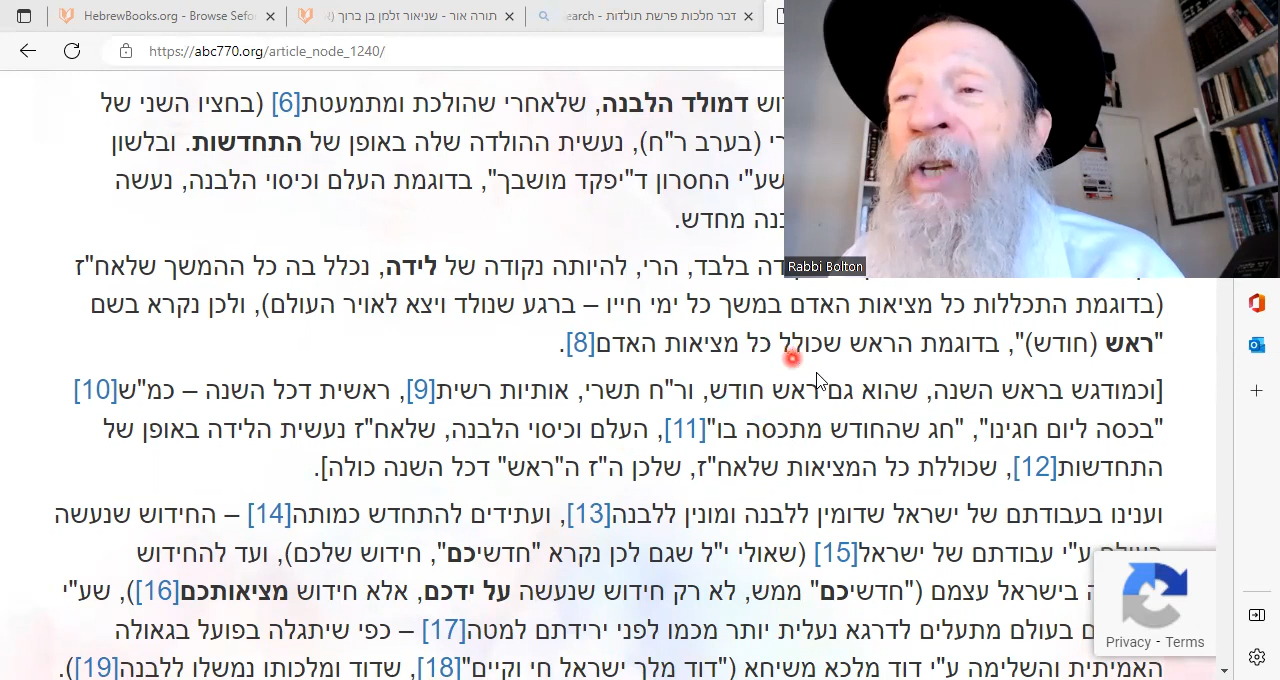 HebrewBooks.org - Browse Sefo
תורה אור - שניאור זלמן בן ברוך
דבר מלכות פרשת תולדות - earch
https://abc770.org/article_node_1240/
דמולד הלבנה, שלאחרי שהולכת ומתמעטת[6] (בחציו השני של
(בערב ר"ח), נעשית ההולדה שלה באופן של התחדשות. ובלשון
שע"י החסרון ד"יפקד מושבך", בדוגמת העלם וכיסוי הלבנה, נעשה
מחדש.
Rabbi Bolton
בלבד, הרי, להיותה נקודה של לידה, נכלל בה כל ההמשך שלאח"ז
(בדוגמת התכללות כל מציאות האדם במשך כל ימי חייו – ברגע שנולד ויצא לאויר העולם), ולכן נקרא בשם
"ראש (חודש)", בדוגמת הראש שכולל כל מציאות האדם[8].
[וכמודגש בראש השנה, שהוא גם ראש חודש, ור"ח תשרי, אותיות רשית[9], ראשית דכל השנה – כמ"ש[10]
"בכסה ליום חגינו", "חג שהחודש מתכסה בו"[11], העלם וכיסוי הלבנה, שלאח"ז נעשית הלידה באופן של
התחדשות[12], שכוללת כל המציאות שלאח"ז, שלכן ה"ז ה"ראש" דכל השנה כולה].
וענינו בעבודתם של ישראל שדומין ללבנה ומונין ללבנה[13], ועתידים להתחדש כמותה[14] – החידוש שנעשה
ע"י עבודתם של ישראל[15] (שאולי י"ל שגם לכן נקרא "חדשיכם", חידוש שלכם), ועד להחידוש
בישראל עצמם ("חדשיכם" ממש, לא רק חידוש שנעשה על ידכם, אלא חידוש מציאותכם[16]), שע"י
בעולם מתעלים לדרגא נעלית יותר מכמו לפני ירידתם למטה[17] – כפי שיתגלה בפועל בגאולה
האמיתית והשלימה ע"י דוד מלכא משיחא ("דוד מלך ישראל חי וקיים"[18], שדוד ומלכותו נמשלו ללבנה[19]).
Privacy - Terms